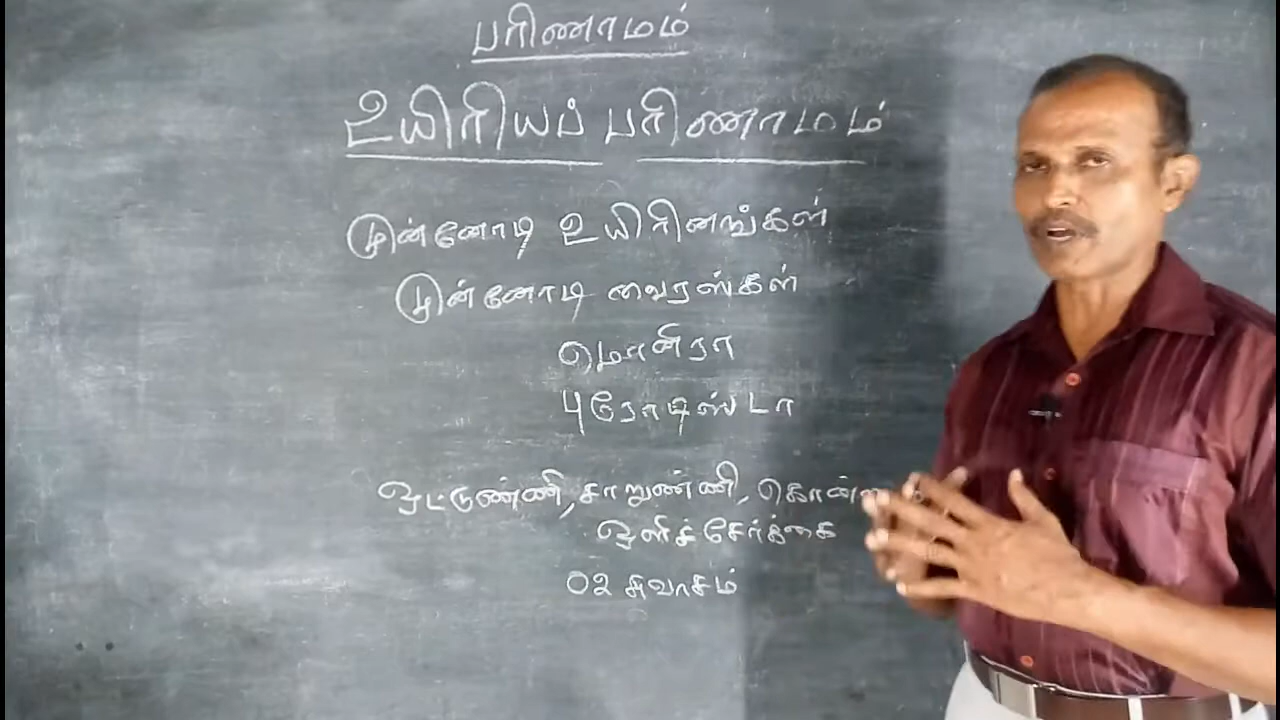 பரிணாமம்
உயிரியப் பரிணாமம்
முன்னோடி உயிரினங்கள்
முன்னோடி வைரஸ்கள்
மொனிரா
புரோடிஸ்டா
ஒட்டுண்ணி, சாறுண்ணி,
ஒளிச்சேர்க்கை
O2 சுவாசம்